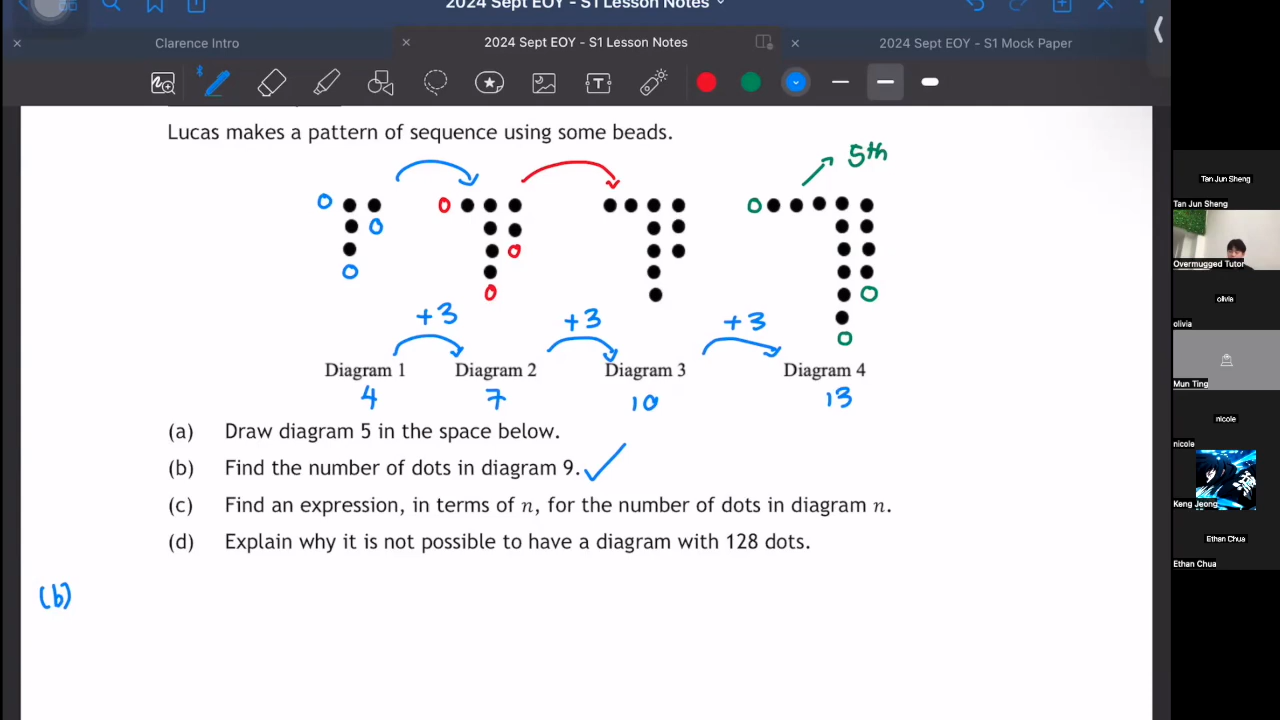 2024 Sept EOY - S1 Lesson Notes
Clarence Intro
2024 Sept EOY - S1 Lesson Notes
2024 Sept EOY - S1 Mock Paper
Lucas makes a pattern of sequence using some beads.
5th
+3 +3 +3
Diagram 1 Diagram 2 Diagram 3 Diagram 4
4 7 10 13
(a) Draw diagram 5 in the space below.
(b) Find the number of dots in diagram 9.
(c) Find an expression, in terms of n, for the number of dots in diagram n.
(d) Explain why it is not possible to have a diagram with 128 dots.
(b)
Tan Jun Sheng
Tan Jun Sheng
Overmugged Tutor
olivia
olivia
Mun Ting
nicole
nicole
Keng Jeong
Ethan Chua
Ethan Chua